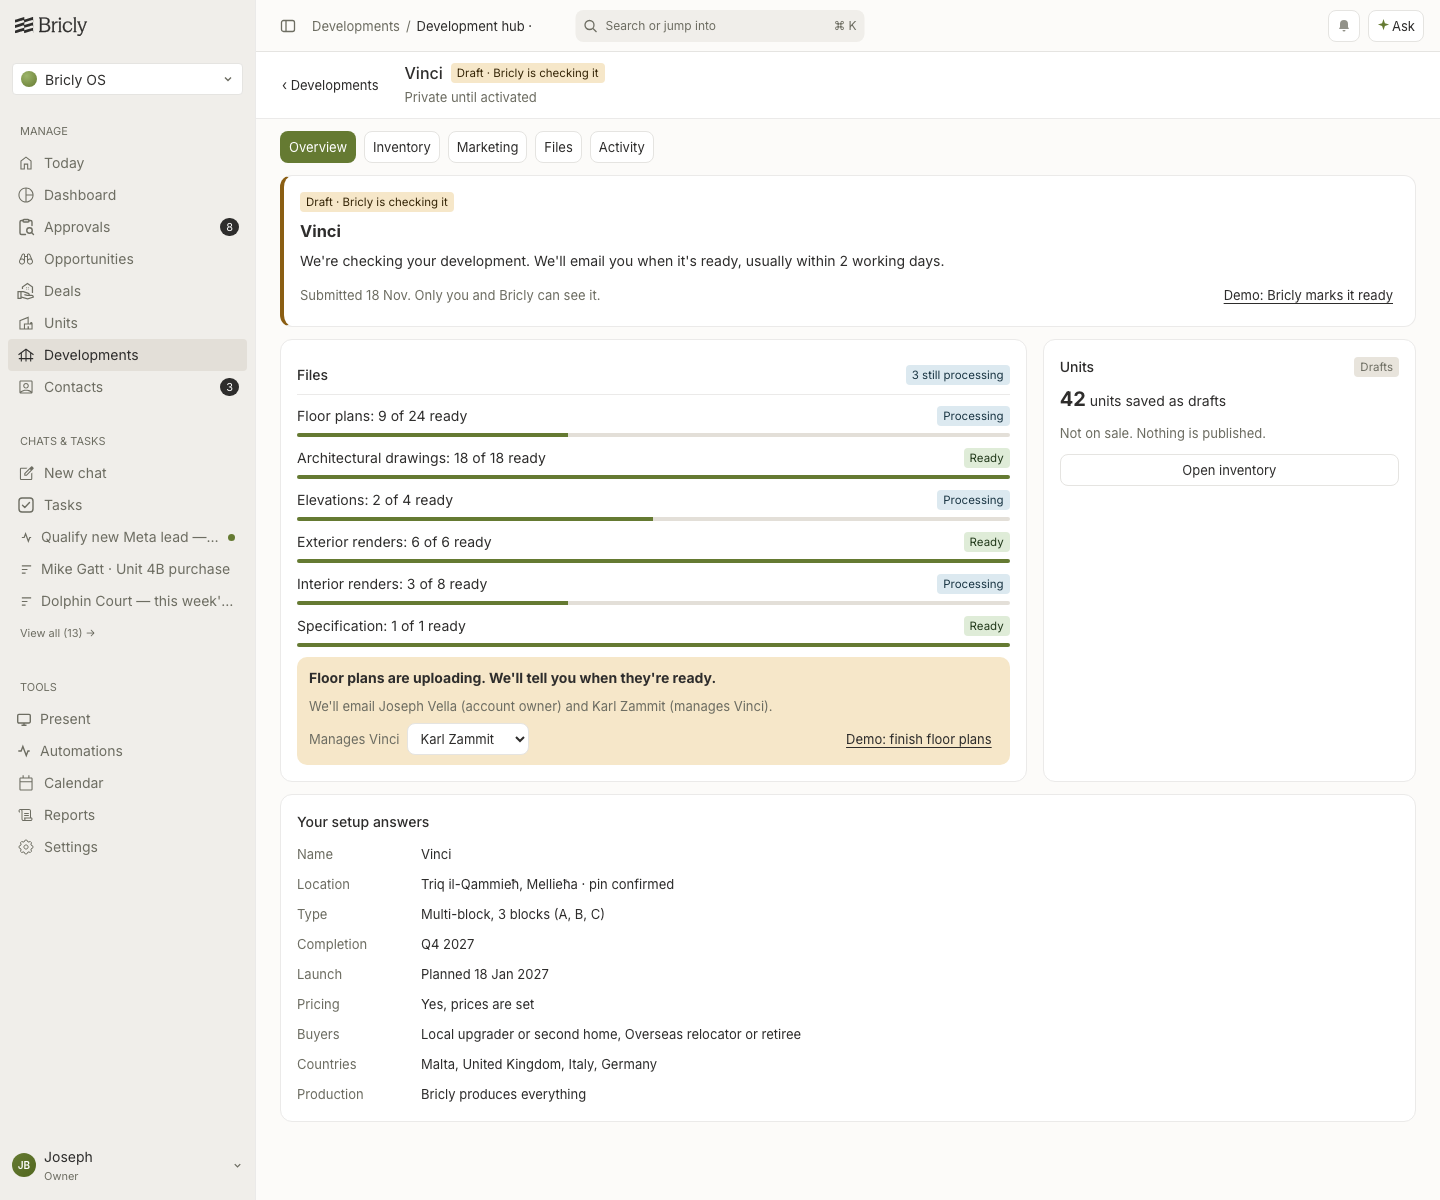 Bricly
Bricly OS
MANAGE
Today
Dashboard
Approvals 8
Opportunities
Deals
Units
Developments
Contacts 3
CHATS & TASKS
New chat
Tasks
Qualify new Meta lead —...
Mike Gatt · Unit 4B purchase
Dolphin Court — this week'...
View all (13) →
TOOLS
Present
Automations
Calendar
Reports
Settings
JB Joseph
Owner
Developments / Development hub ·
Search or jump into ⌘ K
Ask
‹ Developments
Vinci Draft · Bricly is checking it
Private until activated
Overview Inventory Marketing Files Activity
Draft · Bricly is checking it
Vinci
We're checking your development. We'll email you when it's ready, usually within 2 working days.
Submitted 18 Nov. Only you and Bricly can see it. Demo: Bricly marks it ready
Files 3 still processing
Floor plans: 9 of 24 ready Processing
Architectural drawings: 18 of 18 ready Ready
Elevations: 2 of 4 ready Processing
Exterior renders: 6 of 6 ready Ready
Interior renders: 3 of 8 ready Processing
Specification: 1 of 1 ready Ready
Floor plans are uploading. We'll tell you when they're ready.
We'll email Joseph Vella (account owner) and Karl Zammit (manages Vinci).
Manages Vinci Karl Zammit Demo: finish floor plans
Units Drafts
42 units saved as drafts
Not on sale. Nothing is published.
Open inventory
Your setup answers
Name Vinci
Location Triq il-Qammieħ, Mellieħa · pin confirmed
Type Multi-block, 3 blocks (A, B, C)
Completion Q4 2027
Launch Planned 18 Jan 2027
Pricing Yes, prices are set
Buyers Local upgrader or second home, Overseas relocator or retiree
Countries Malta, United Kingdom, Italy, Germany
Production Bricly produces everything